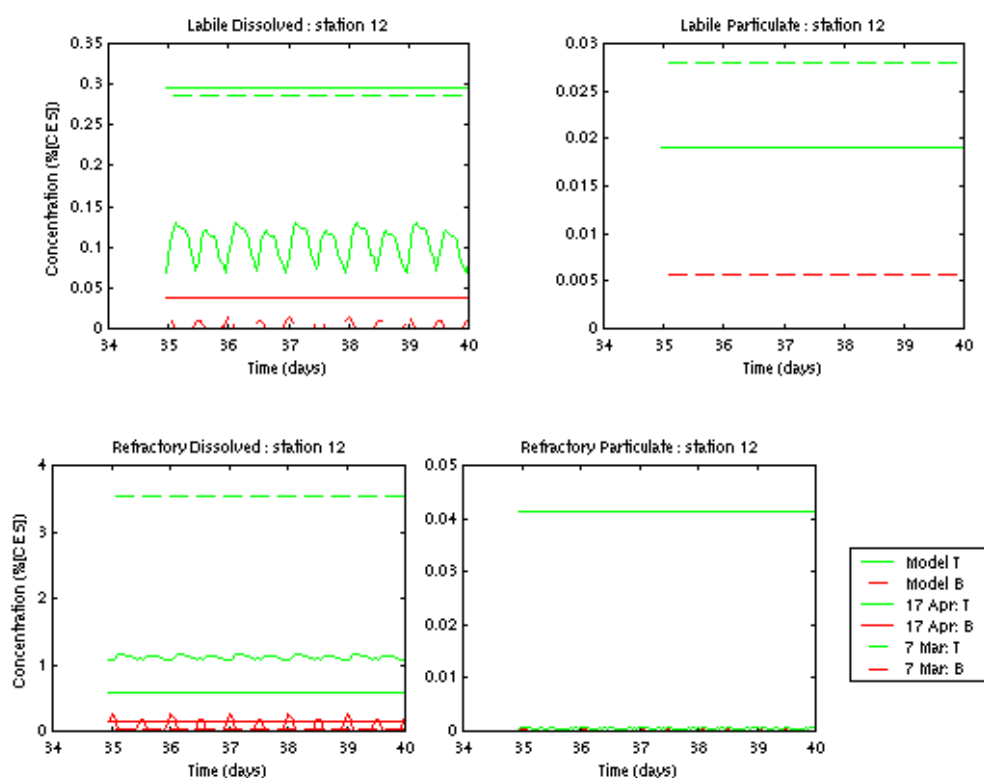 Labile Dissolved : station 12
Concentration (%[CES])
0.35
0.3
0.25
0.2
0.15
0.1
0.05
0
34 35 36 37 38 39 40
Time (days)
Labile Particulate : station 12
0.03
0.025
0.02
0.015
0.01
0.005
0
34 35 36 37 38 39 40
Time (days)
Refractory Dissolved : station 12
Concentration (%[CES])
4
3
2
1
0
34 35 36 37 38 39 40
Time (days)
Refractory Particulate : station 12
0.05
0.04
0.03
0.02
0.01
0
34 35 36 37 38 39 40
Time (days)
Model T
Model B
17 Apr: T
17 Apr: B
7 Mar: T
7 Mar: B